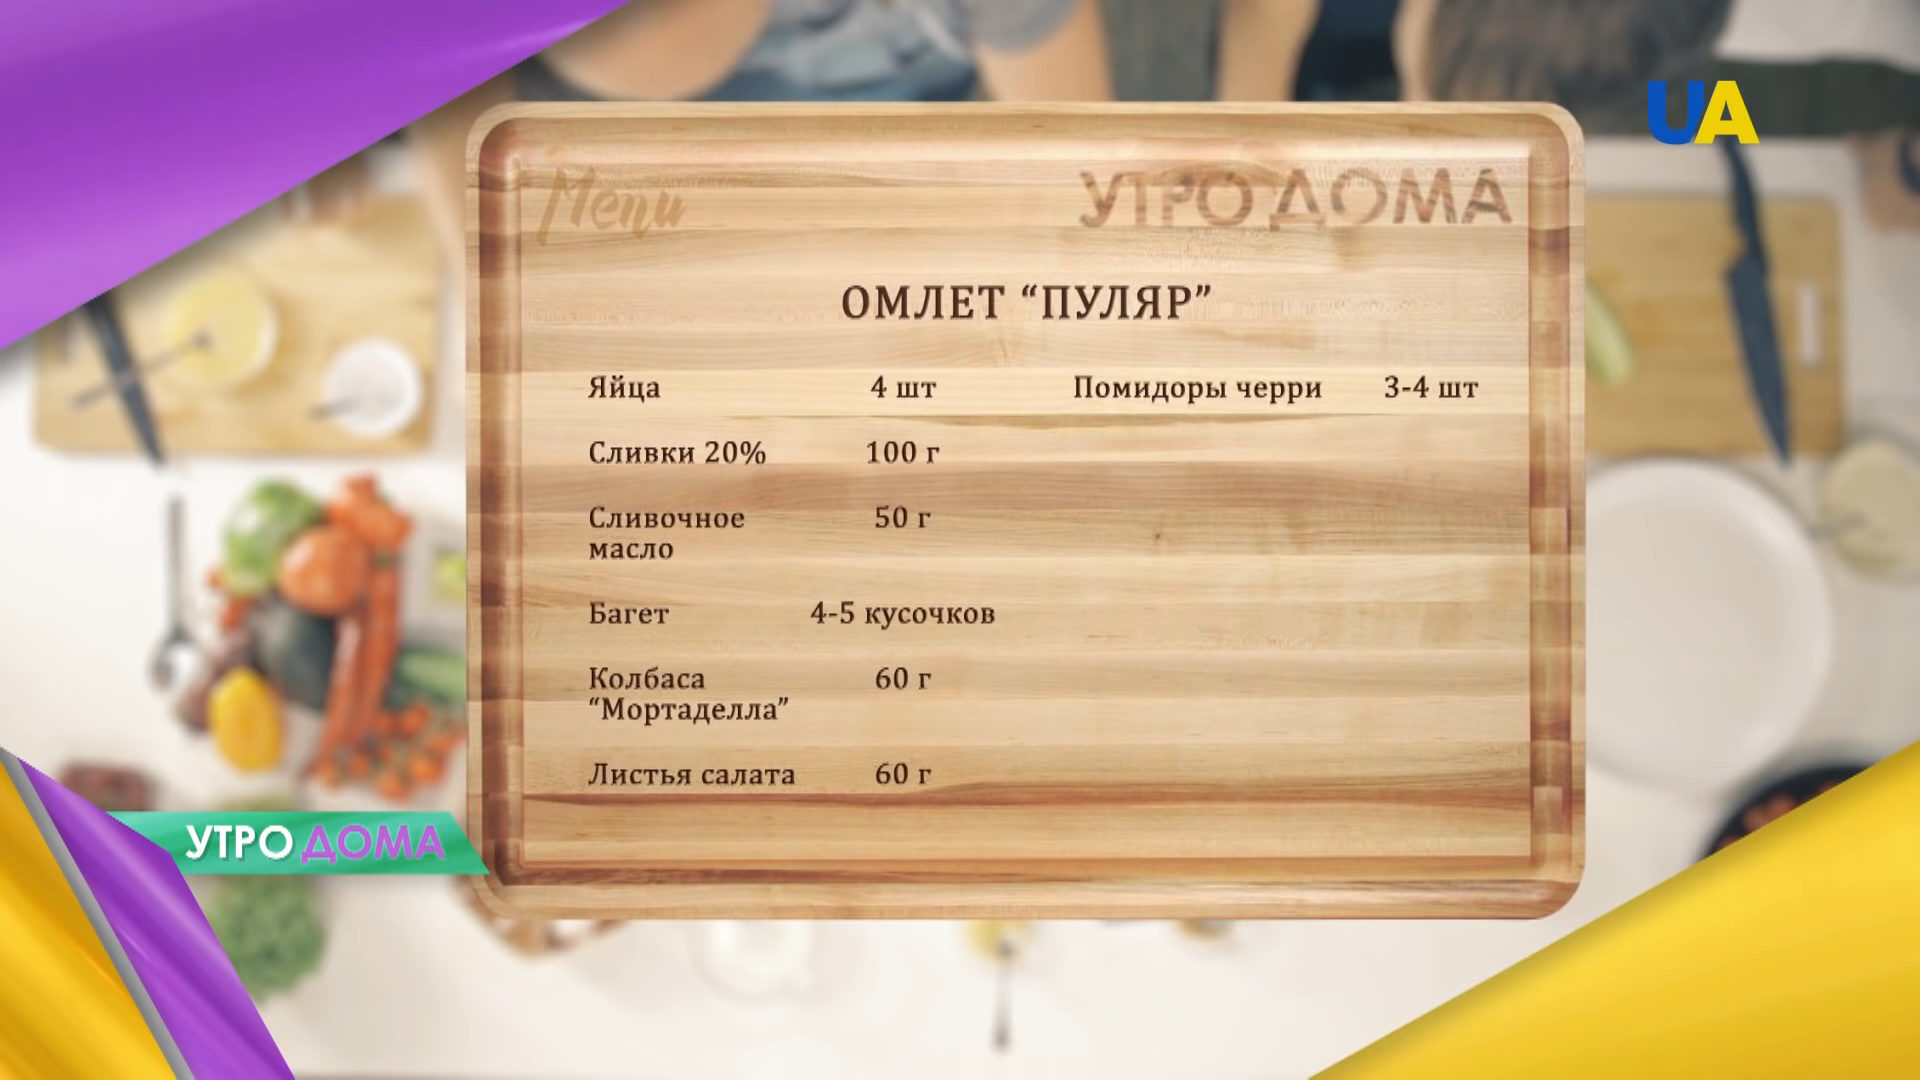 UA
Menu
УТРО ДОМА
ОМЛЕТ “ПУЛЯР”
Яйца 4 шт
Сливки 20% 100 г
Сливочное 50 г
масло
Багет 4-5 кусочков
Колбаса 60 г
“Мортаделла”
Листья салата 60 г
Помидоры черри 3-4 шт
УТРО ДОМА